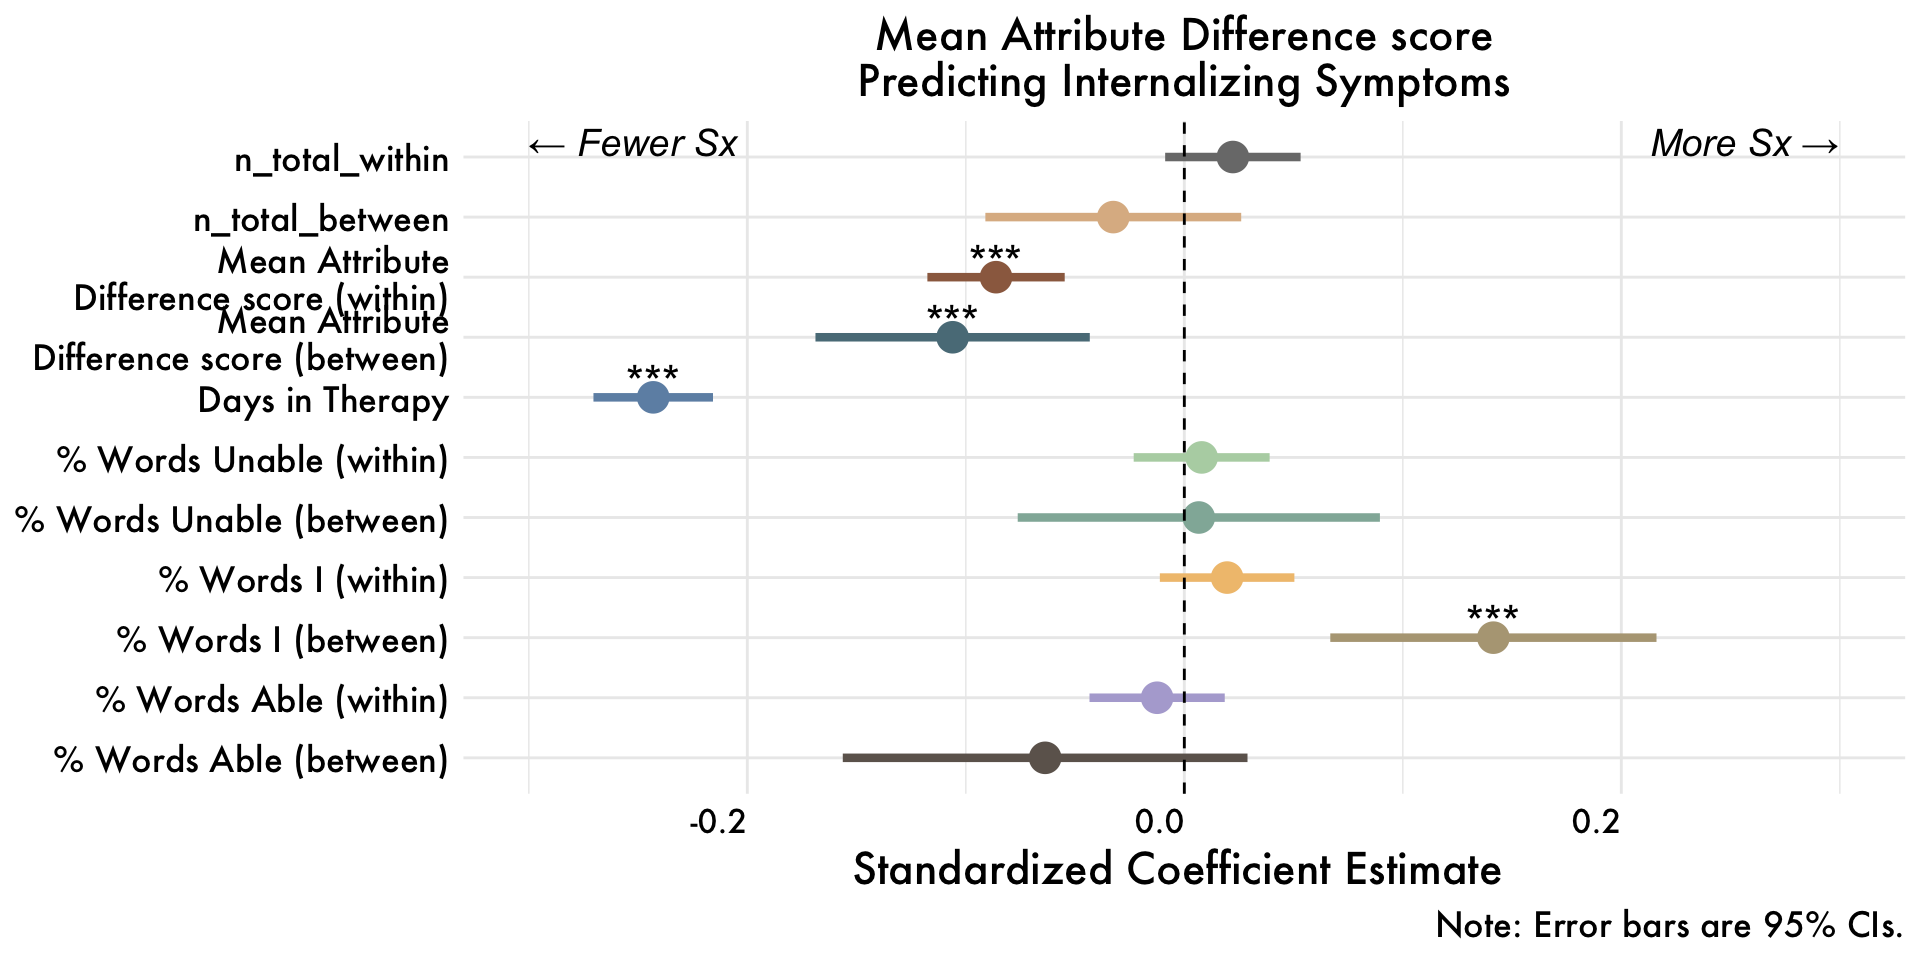 Mean Attribute Difference score
Predicting Internalizing Symptoms
← Fewer Sx
More Sx →
n_total_within
n_total_between
Mean Attribute
Difference score (within)
***
Mean Attribute
Difference score (between)
***
Days in Therapy
***
% Words Unable (within)
% Words Unable (between)
% Words I (within)
% Words I (between)
***
% Words Able (within)
% Words Able (between)
-0.2
0.0
0.2
Standardized Coefficient Estimate
Note: Error bars are 95% CIs.